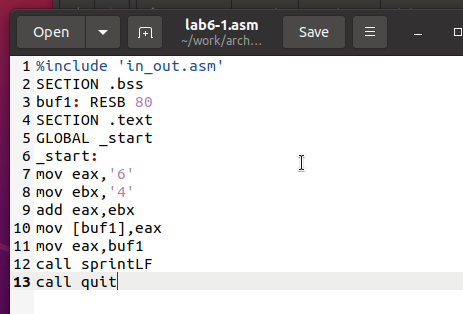 Open
lab6-1.asm
~/work/arch...
Save
1 %include 'in_out.asm'
2 SECTION .bss
3 buf1: RESB 80
4 SECTION .text
5 GLOBAL _start
6 _start:
7 mov eax,'6'
8 mov ebx,'4'
9 add eax,ebx
10 mov [buf1],eax
11 mov eax,buf1
12 call sprintLF
13 call quit